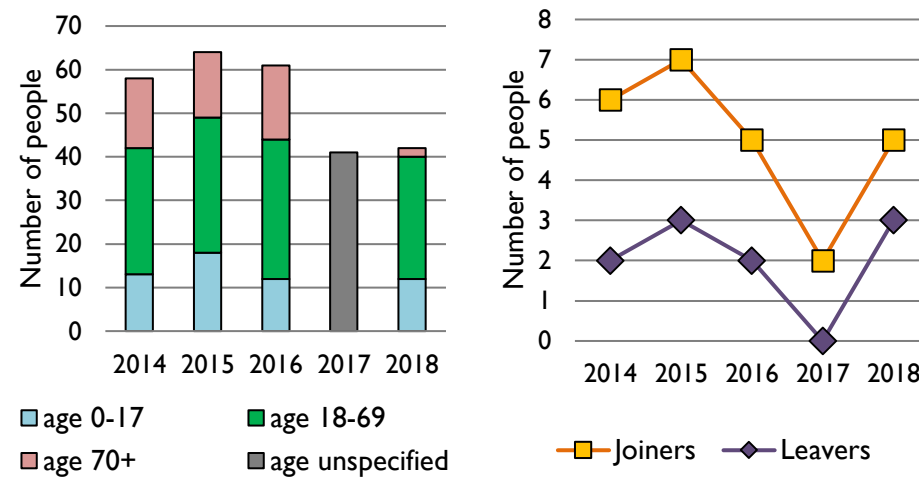 Number of people
70
60
50
40
30
20
10
0
2014 2015 2016 2017 2018
age 0-17 age 18-69
age 70+ age unspecified
Number of people
8
7
6
5
4
3
2
1
0
2014 2015 2016 2017 2018
Joiners Leavers